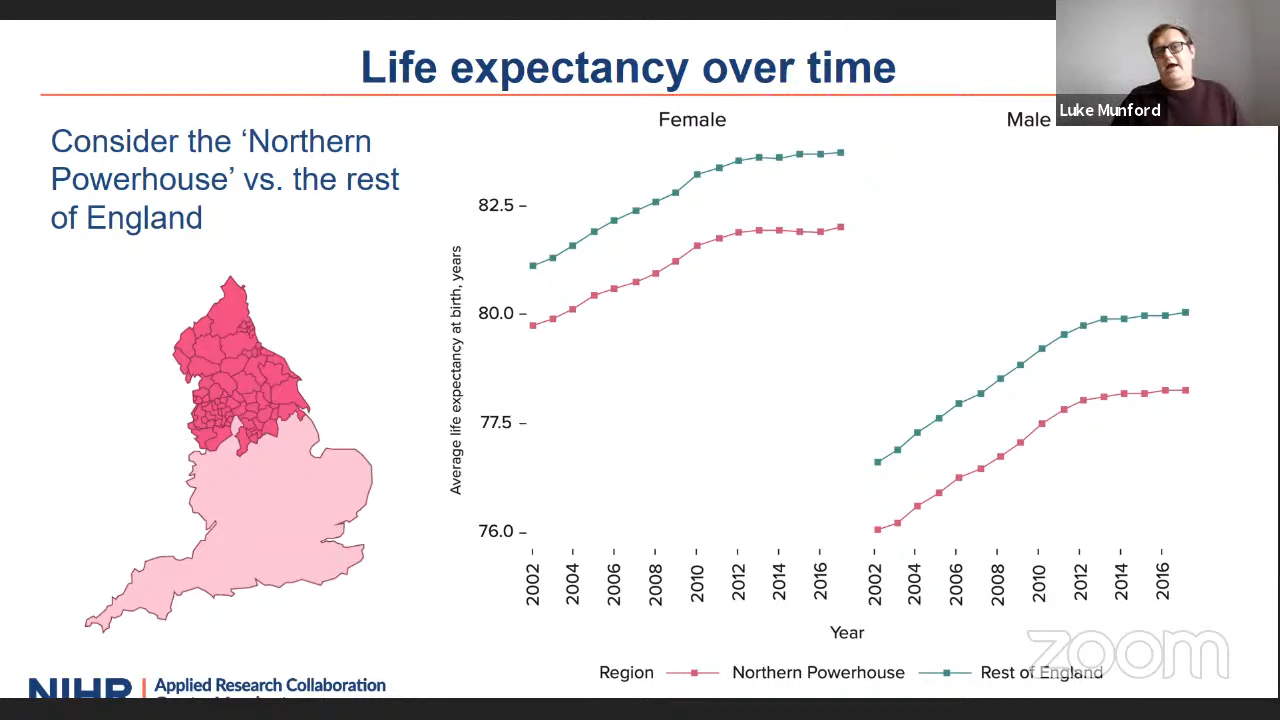 Life expectancy over time
Luke Munford
Consider the ‘Northern
Powerhouse’ vs. the rest
of England
Female
Male
Average life expectancy at birth, years
82.5
80.0
77.5
76.0
2002 2004 2006 2008 2010 2012 2014 2016
2002 2004 2006 2008 2010 2012 2014 2016
Year
Region Northern Powerhouse Rest of England
zoom
NIHR Applied Research Collaboration